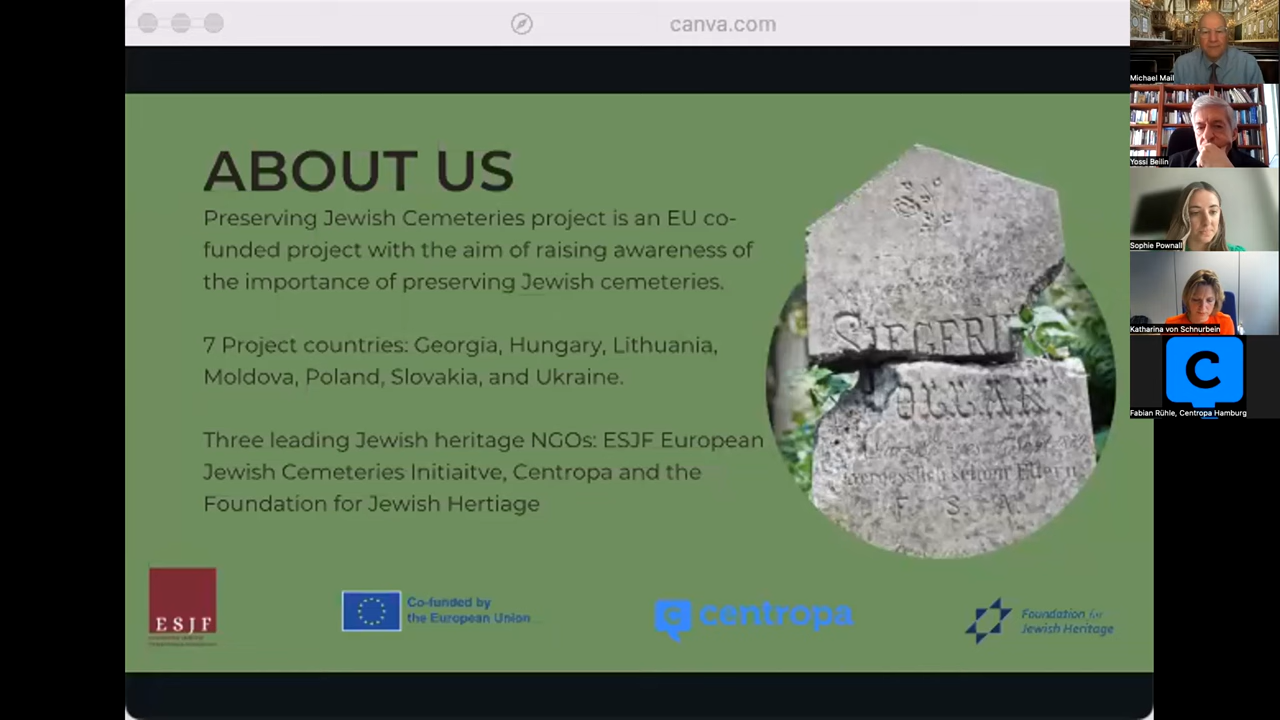 canva.com
ABOUT US
Preserving Jewish Cemeteries project is an EU co-
funded project with the aim of raising awareness of
the importance of preserving Jewish cemeteries.
7 Project countries: Georgia, Hungary, Lithuania,
Moldova, Poland, Slovakia, and Ukraine.
Three leading Jewish heritage NGOs: ESJF European
Jewish Cemeteries Initiaitve, Centropa and the
Foundation for Jewish Hertiage
SIEGFRI
OLLAK
seinen Eltern
F. S. A.
ESJF
Co-funded by
the European Union
centropa
Foundation for
Jewish Heritage
Michael Mail
Yossi Beilin
Sophie Pownall
Katharina von Schnurbein
C
Fabian Rühle, Centropa Hamburg